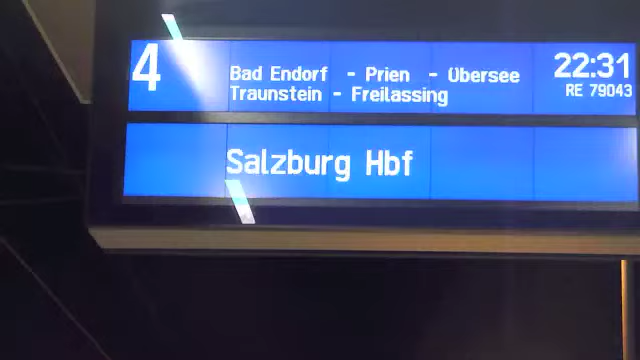 4
Bad Endorf - Prien - Übersee
Traunstein - Freilassing
22:31
RE 79043
Salzburg Hbf